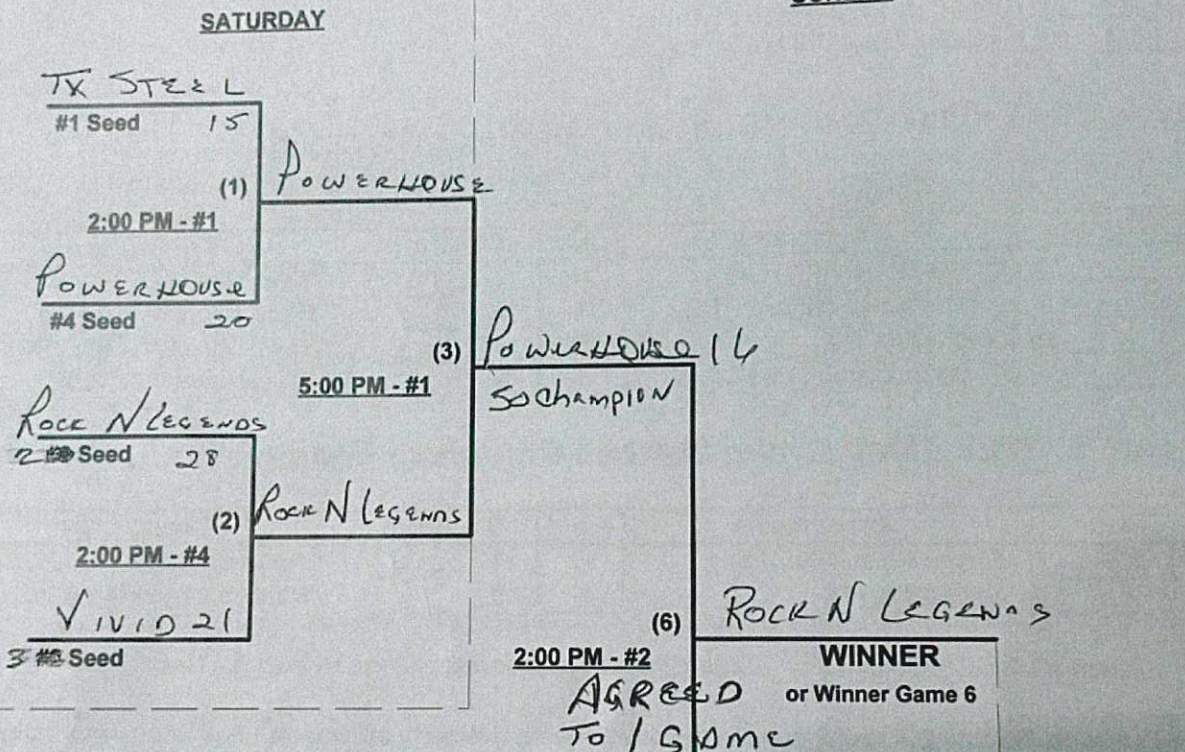 SATURDAY
TX STEEL
#1 Seed 15
(1)
POWERHOUSE
2:00 PM - #1
POWERHOUSE
#4 Seed 20
(3)
POWERHOUSE
5:00 PM - #1
50 ChampioN
ROCK N LEGENDS
2 Seed 28
(2)
ROCK N LEGENDS
2:00 PM - #4
VIVID 21
3 Seed
(6)
ROCK N LEGENDS
2:00 PM - #2
WINNER
AGREED
or Winner Game 6
TO 1 GAME